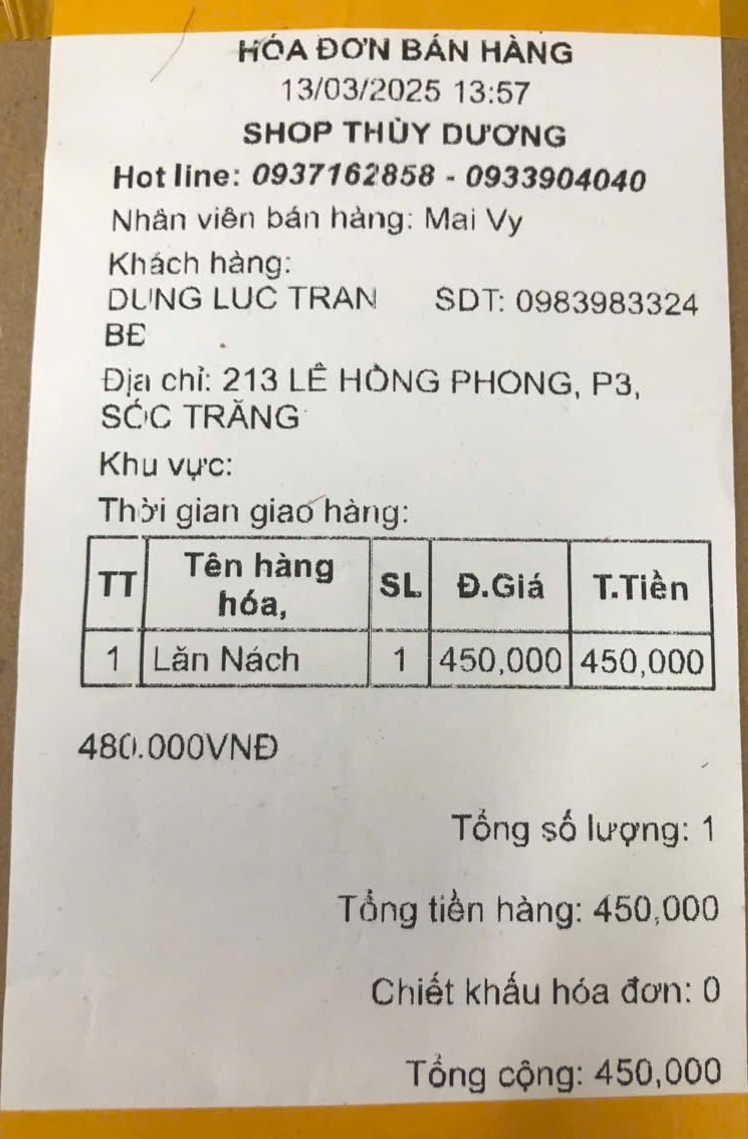 HÓA ĐƠN BÁN HÀNG
13/03/2025 13:57
SHOP THÙY DƯƠNG
Hot line: 0937162858 - 0933904040
Nhân viên bán hàng: Mai Vy
Khách hàng:
DUNG LUC TRAN SDT: 0983983324
BĐ
Địa chỉ: 213 LÊ HỒNG PHONG, P3,
SÓC TRĂNG
Khu vực:
Thời gian giao hàng:
TT Tên hàng hóa, SL Đ.Giá T.Tiền
1 Lăn Nách 1 450,000 450,000
480.000VNĐ
Tổng số lượng: 1
Tổng tiền hàng: 450,000
Chiết khấu hóa đơn: 0
Tổng cộng: 450,000